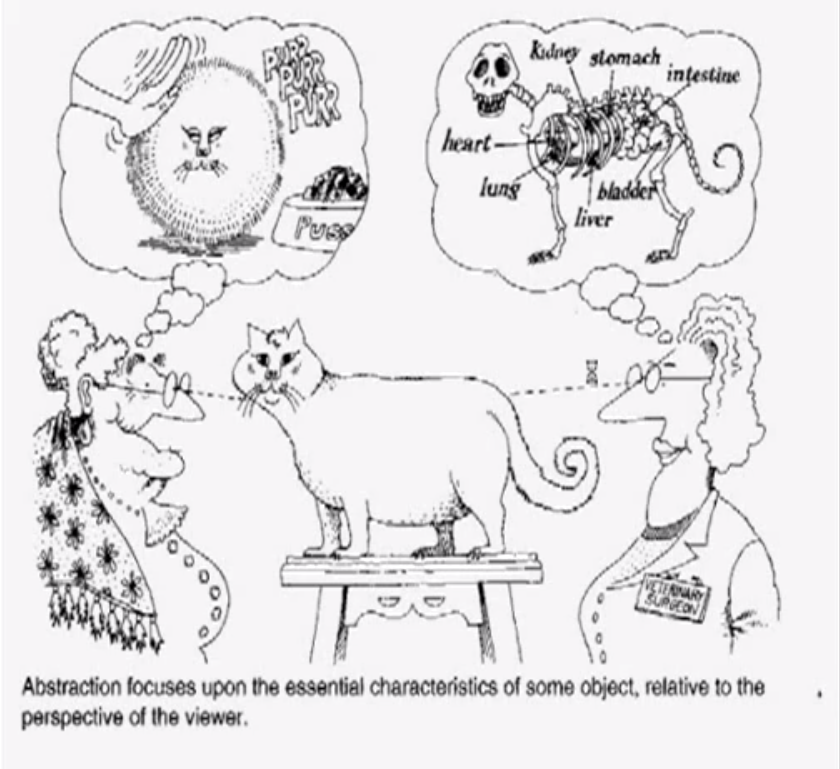 PURR
PURR
PURR
Puss
Kidney
stomach
intestine
heart
lung
bladder
liver
VETERINARY
SURGEON
Abstraction focuses upon the essential characteristics of some object, relative to the
perspective of the viewer.